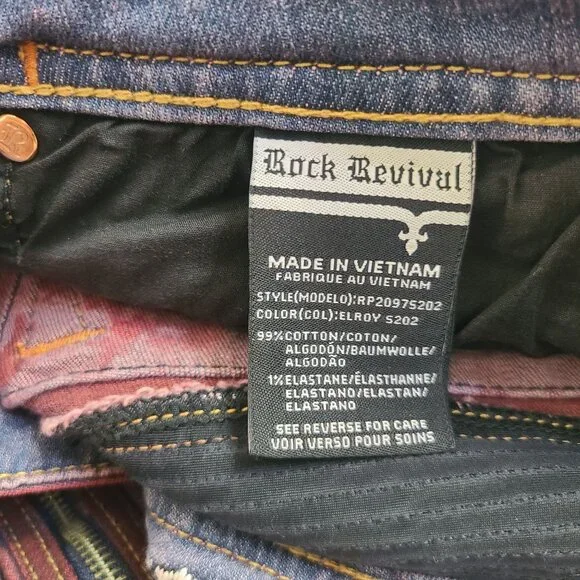 Rock Revival
MADE IN VIETNAM
FABRIQUE AU VIETNAM
STYLE(MODELO):RP2097S202
COLOR(COL):ELROY S202
99%COTTON/COTON/
ALGODÓN/BAUMWOLLE/
ALGODÃO
1%ELASTANE/ÉLASTHANNE/
ELASTANO/ELASTAN/
ELASTANO
SEE REVERSE FOR CARE
VOIR VERSO POUR SOINS